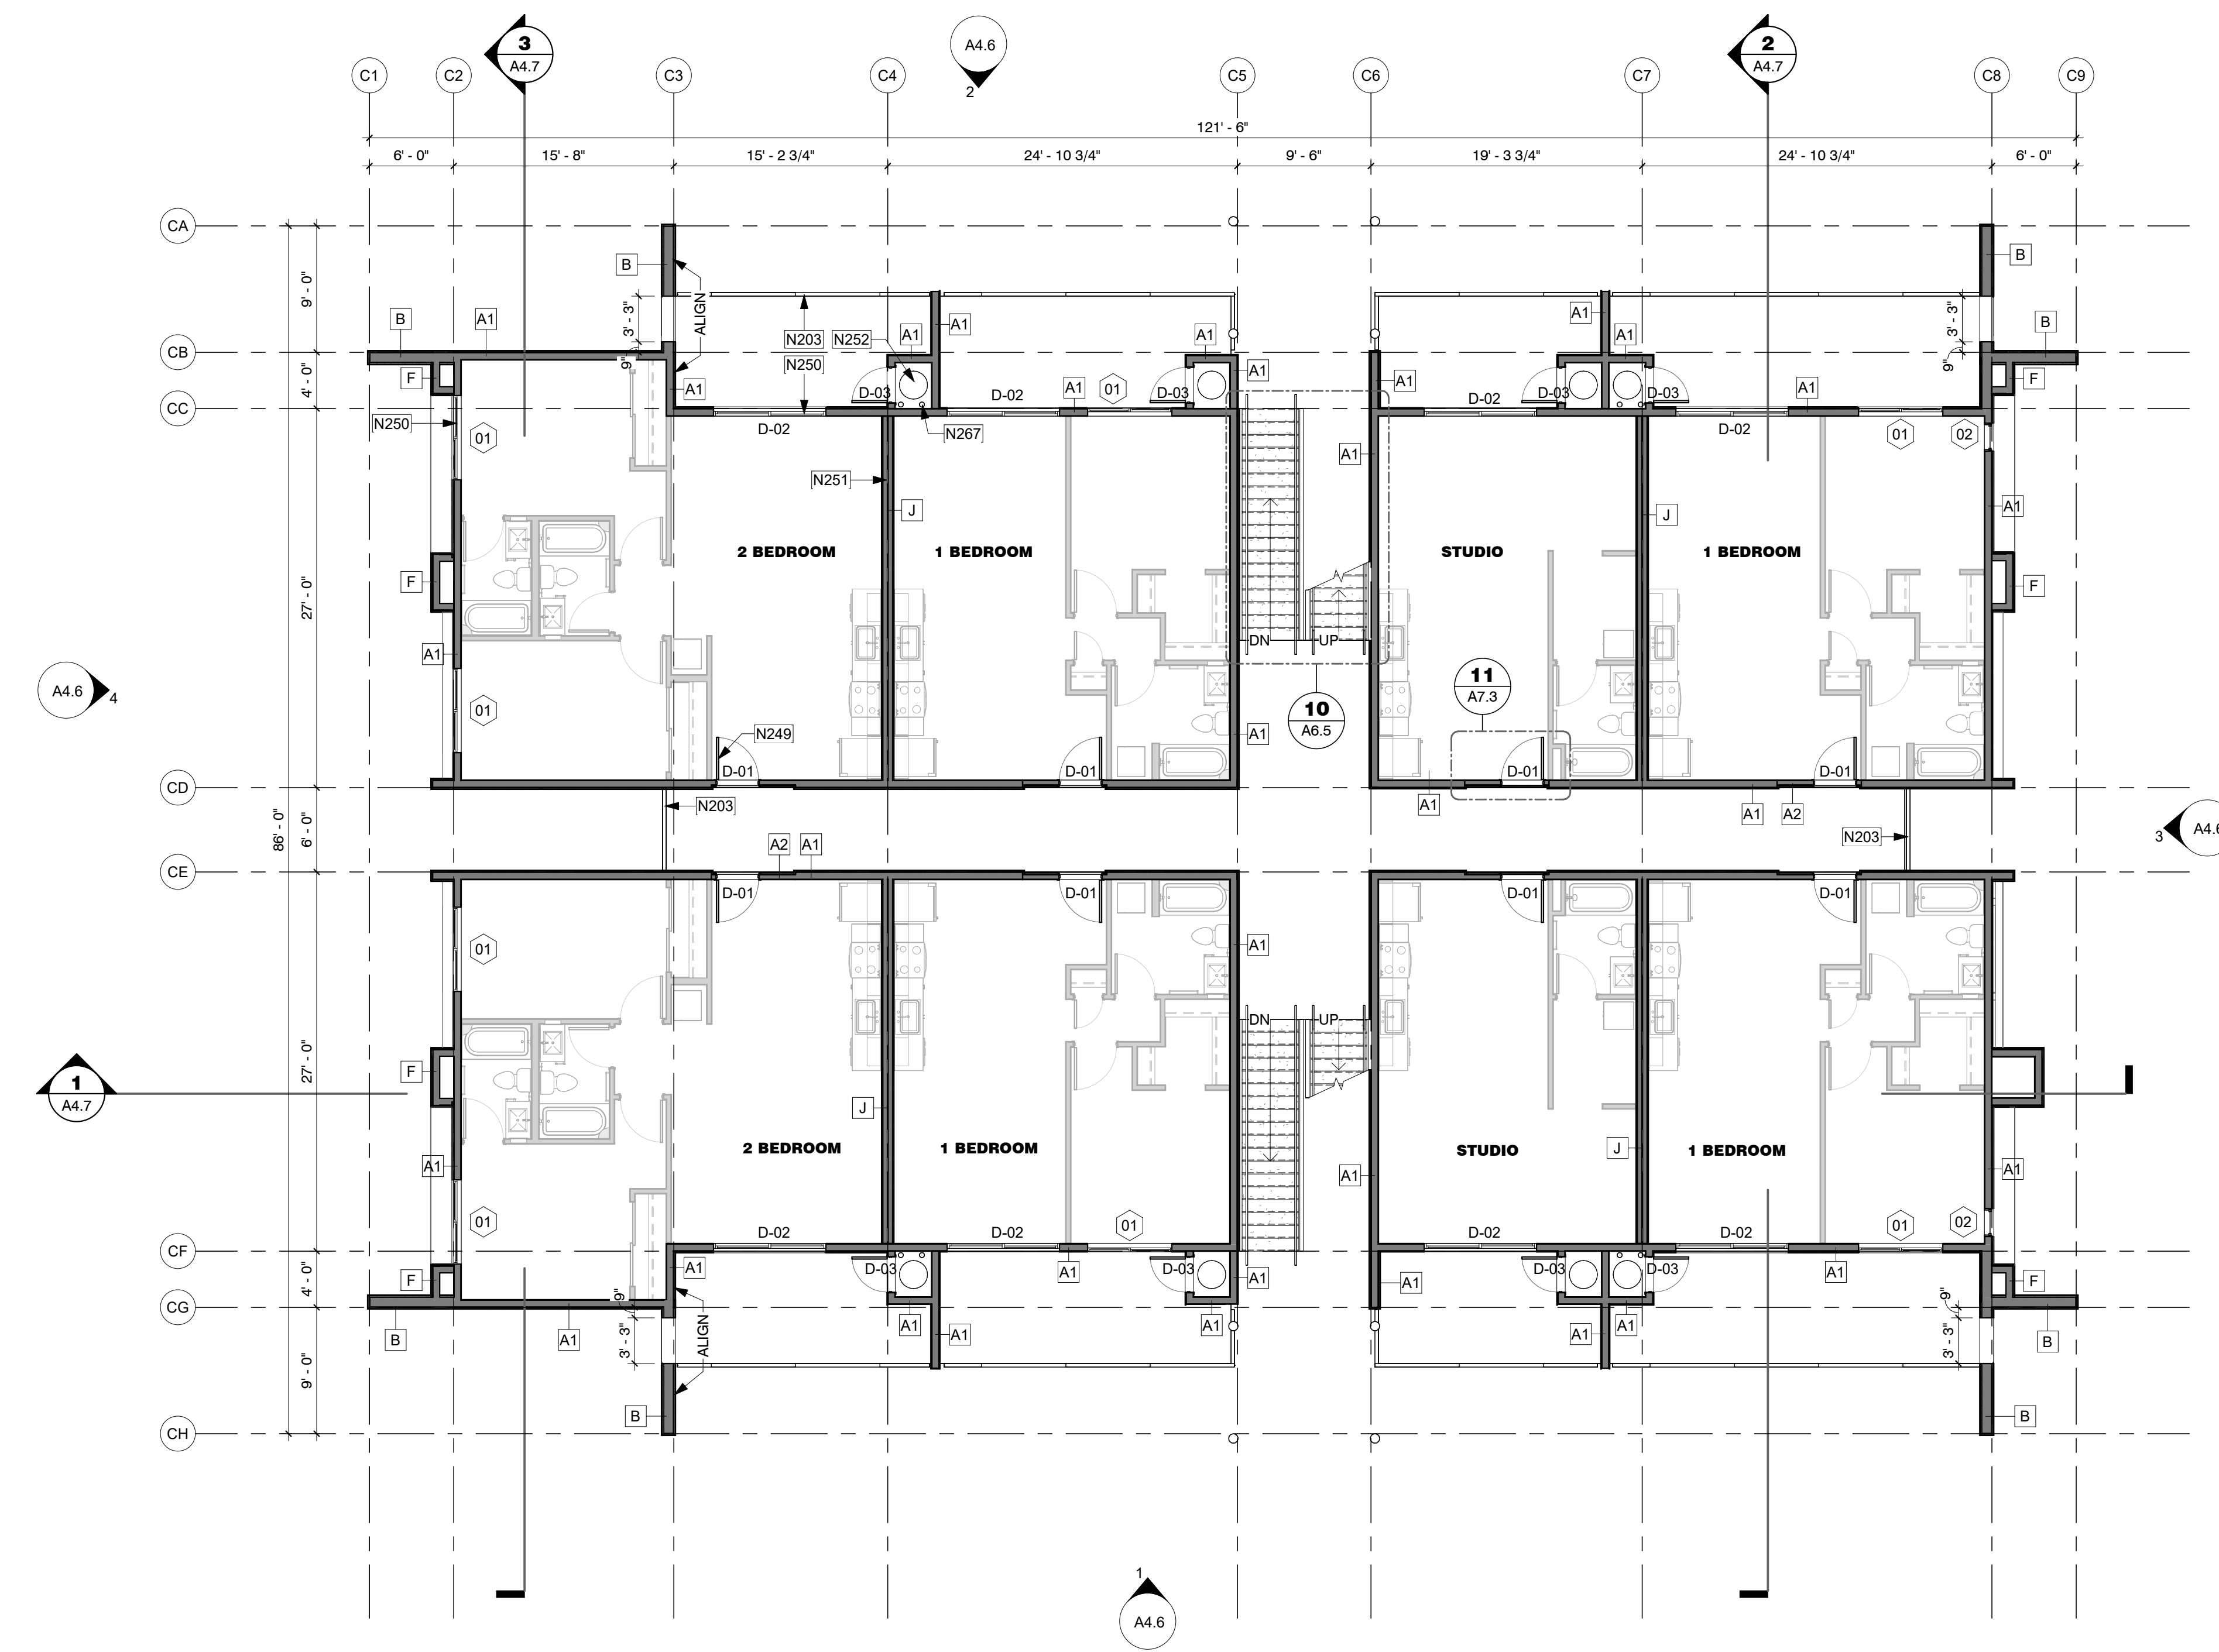 3
A4.7
A4.6
2
2
A4.7
C1 C2 C3 C4 C5 C6 C7 C8 C9
121' - 6"
6' - 0" 15' - 8" 15' - 2 3/4" 24' - 10 3/4" 9' - 6" 19' - 3 3/4" 24' - 10 3/4" 6' - 0"
CA
B B
9' - 0" 3' - 3" ALIGN 3' - 3"
B A1 N203 N252 A1 A1 A1 A1 A1 B
CB
9" 9"
N250
F A1 A1 F
4' - 0" A1 D-03 D-02 A1 01 D-03 A1 D-02 D-03 D-03 A1
CC
N250 01 D-02 N267 D-02 01 02
N251 A1
J J A1
2 BEDROOM 1 BEDROOM STUDIO 1 BEDROOM
F F
27' - 0"
DN UP
A1
A4.6
4
01
11
A7.3
10
A6.5
N249 A1
D-01 D-01 D-01 D-01
CD
N203 A1 A1 A2
86' - 0" 6' - 0"
N203 3 A4.6
A2 A1
CE
D-01 D-01 D-01 D-01
01 A1
DN UP
27' - 0"
F
1
A4.7
J
2 BEDROOM 1 BEDROOM STUDIO J 1 BEDROOM
A1 A1 A1
01 01 01 02
D-02 D-02 D-02 D-02
CF
A1 D-03 A1 D-03 A1 A1 D-03 D-03 A1
F F
4' - 0" 9" 9"
CG
B A1 3' - 3" ALIGN A1 A1 A1 A1 A1 3' - 3" B
9' - 0"
B B
CH
1
A4.6